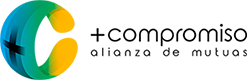 +compromiso
alianza de mutuas